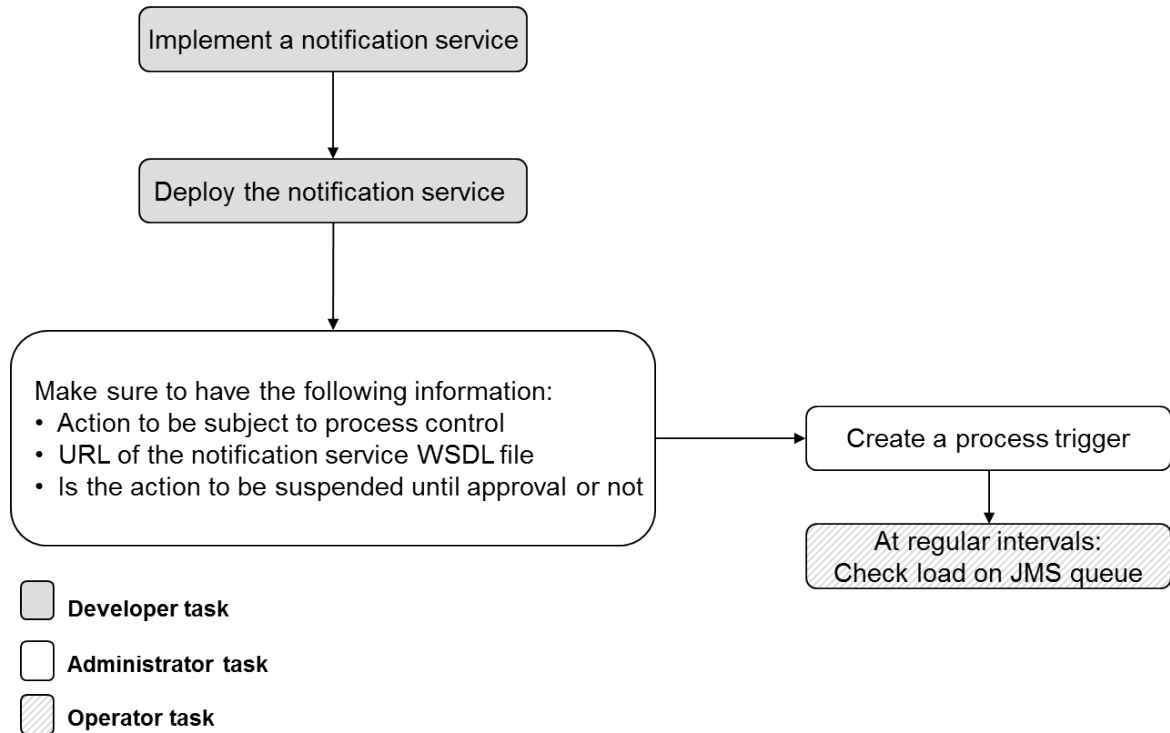 Implement a notification service
Deploy the notification service
Make sure to have the following information:
• Action to be subject to process control
• URL of the notification service WSDL file
• Is the action to be suspended until approval or not
Create a process trigger
At regular intervals:
Check load on JMS queue
Developer task
Administrator task
Operator task